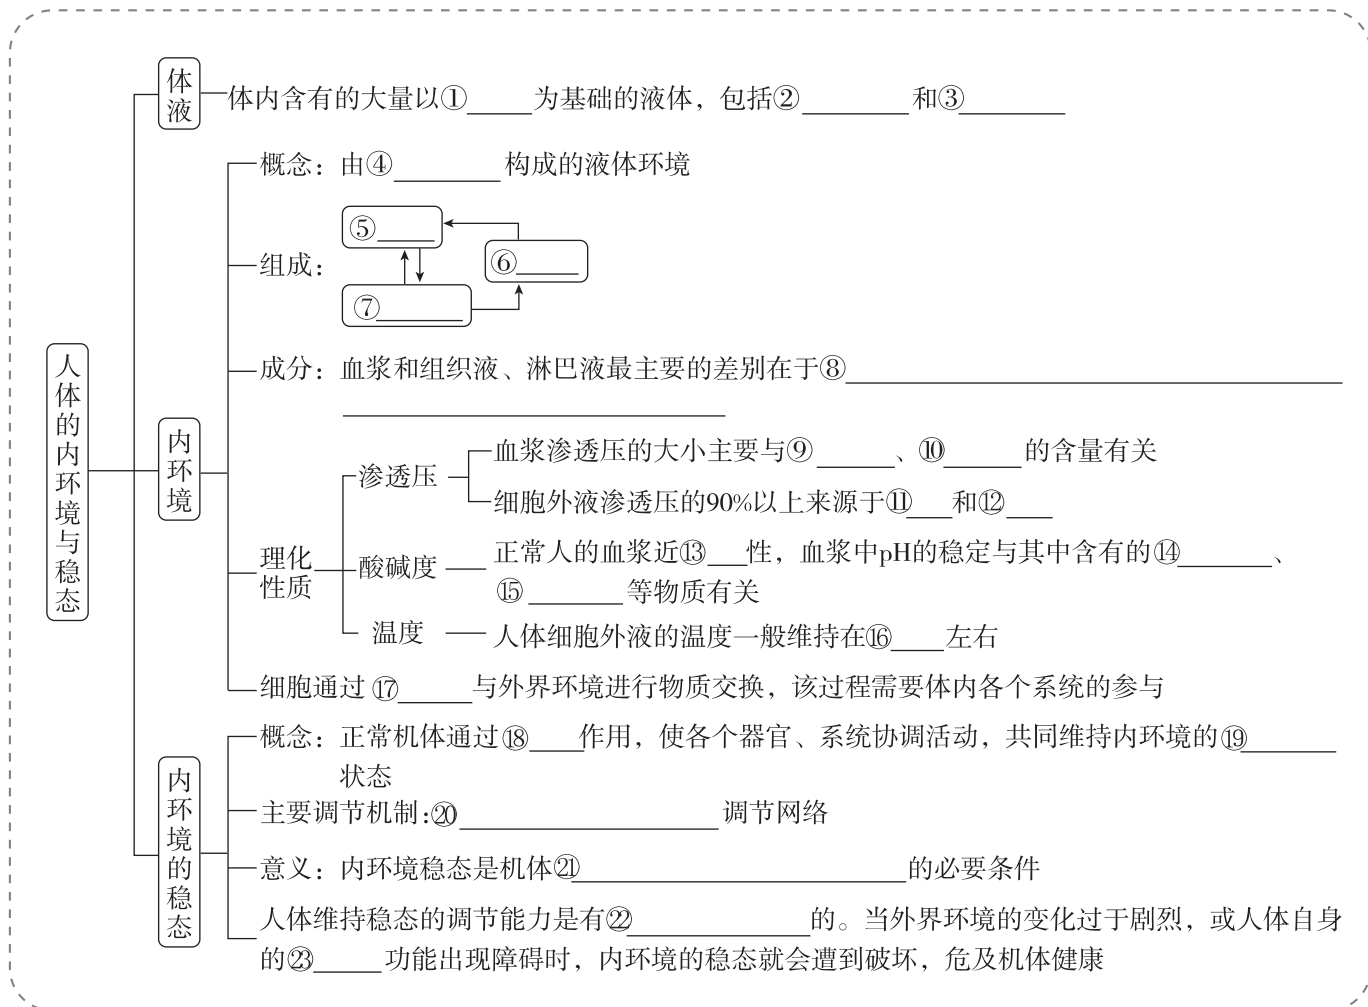 人体的内环境与稳态
体液
体内含有的大量以①____为基础的液体，包括②______和③______
内环境
概念：由④______构成的液体环境
组成：
⑤____
⑥____
⑦______
成分：血浆和组织液、淋巴液最主要的差别在于⑧____________________________
______________________
理化性质
渗透压
血浆渗透压的大小主要与⑨____、⑩____的含量有关
细胞外液渗透压的90%以上来源于⑪___和⑫___
酸碱度
正常人的血浆近⑬__性，血浆中pH的稳定与其中含有的⑭______、
⑮______等物质有关
温度
人体细胞外液的温度一般维持在⑯___左右
细胞通过⑰____与外界环境进行物质交换，该过程需要体内各个系统的参与
内环境的稳态
概念：正常机体通过⑱___作用，使各个器官、系统协调活动，共同维持内环境的⑲______
状态
主要调节机制:⑳______________调节网络
意义：内环境稳态是机体㉑__________________的必要条件
人体维持稳态的调节能力是有㉒__________的。当外界环境的变化过于剧烈，或人体自身
的㉓____功能出现障碍时，内环境的稳态就会遭到破坏，危及机体健康